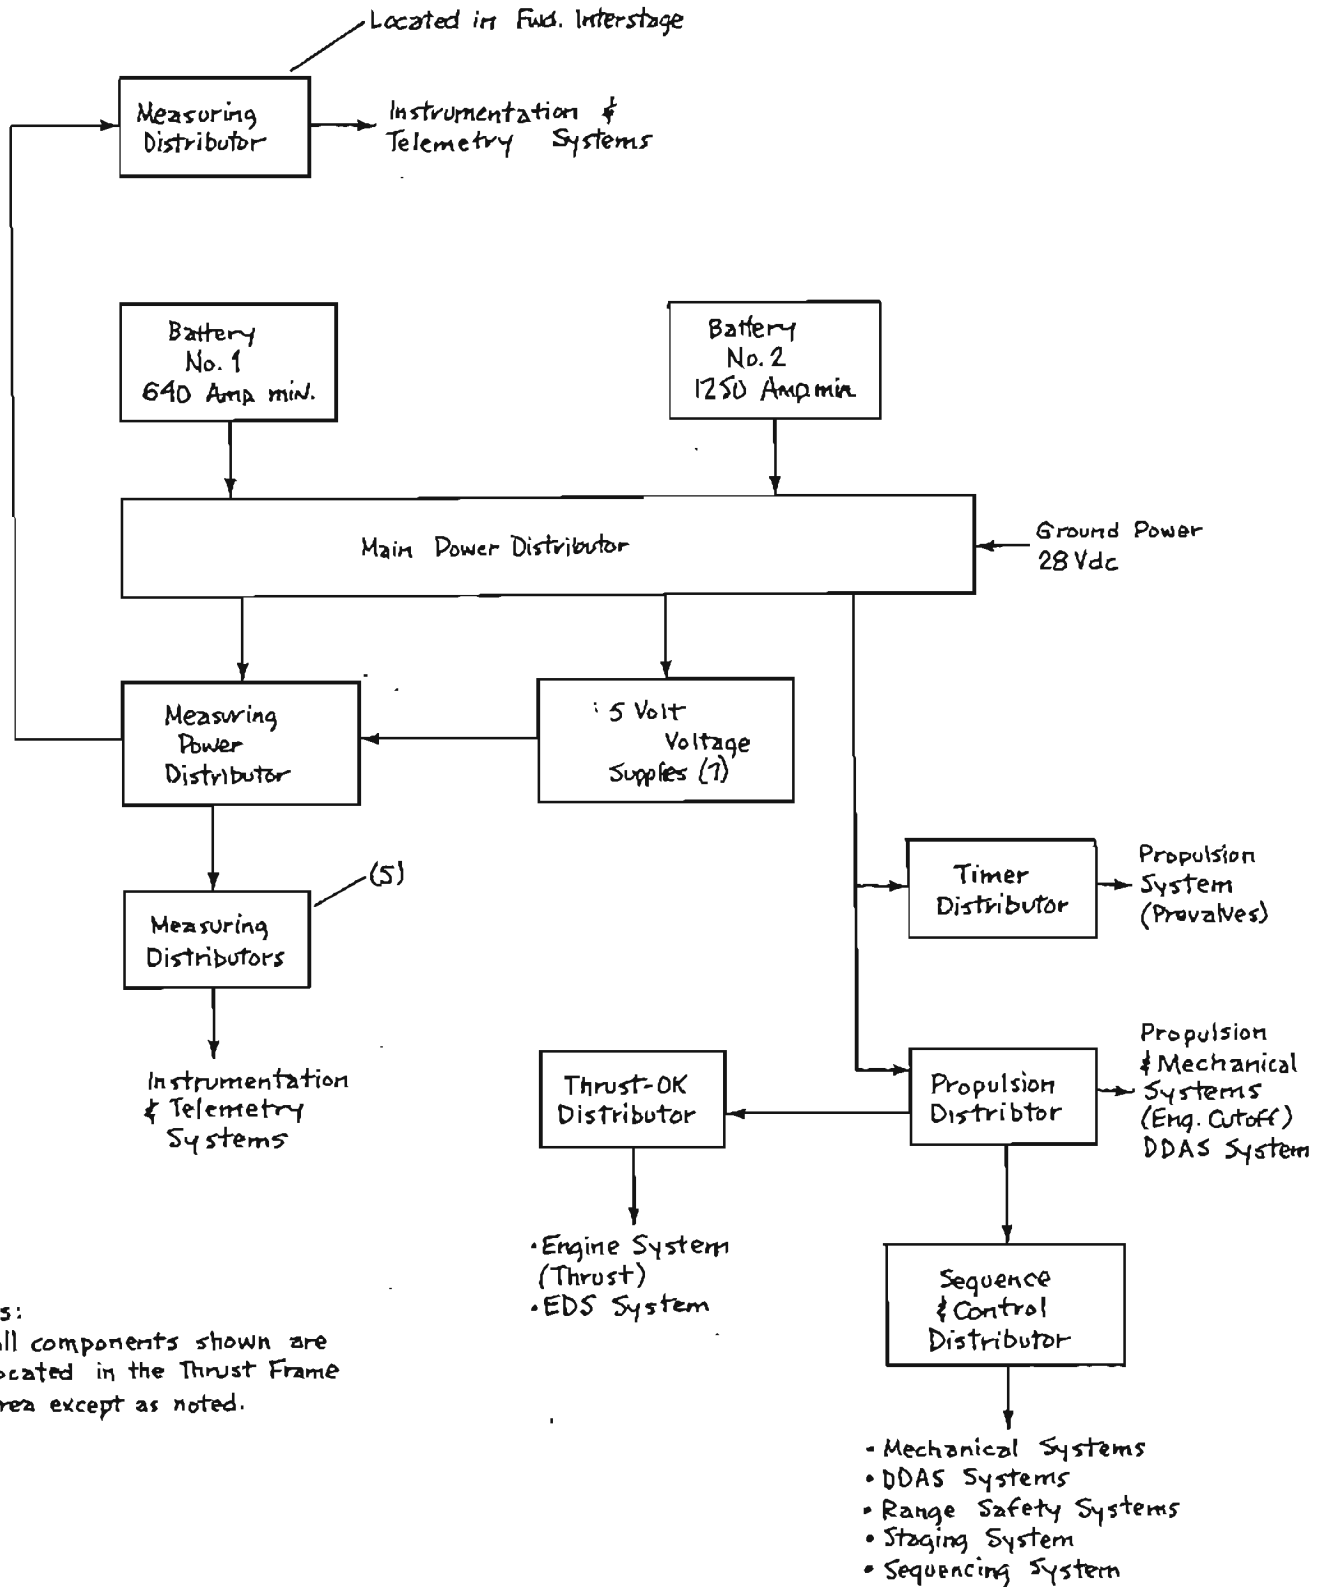 Located in Fwd. Interstage
Measuring
Distributor
Instrumentation &
Telemetry Systems
Battery
No. 1
640 Amp min.
Battery
No. 2
1250 Amp min
Main Power Distributor
Ground Power
28 Vdc
Measuring
Power
Distributor
5 Volt
Voltage
Supplies (7)
(5)
Measuring
Distributors
Timer
Distributor
Propulsion
System
(Prevalves)
Instrumentation
& Telemetry
Systems
Thrust-OK
Distributor
Propulsion
Distribtor
Propulsion
& Mechanical
Systems
(Eng. Cutoff)
DDAS System
• Engine System
(Thrust)
• EDS System
Sequence
& Control
Distributor
s:
ll components shown are
ocated in the Thrust Frame
rea except as noted.
• Mechanical Systems
• DDAS Systems
• Range Safety Systems
• Staging System
• Sequencing System